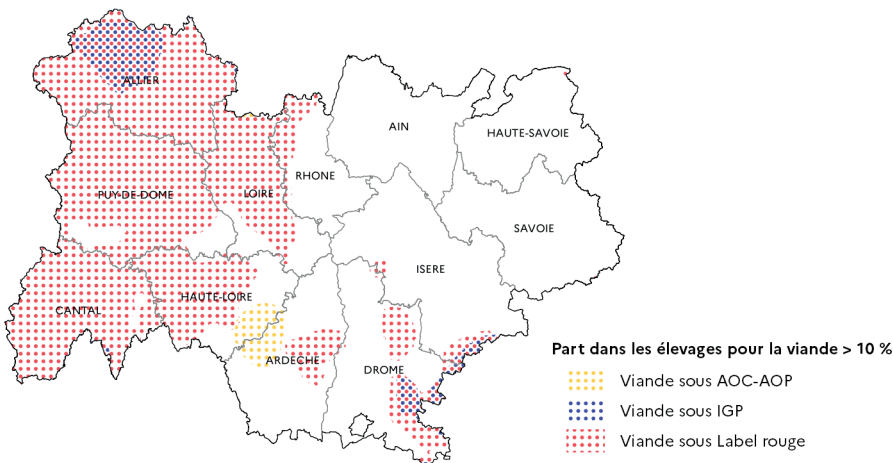 ALLIER
AIN
HAUTE-SAVOIE
RHONE
PUY-DE-DOME
LOIRE
SAVOIE
ISERE
HAUTE-LOIRE
CANTAL
ARDECHE
DROME
Part dans les élevages pour la viande > 10 %
Viande sous AOC-AOP
Viande sous IGP
Viande sous Label rouge